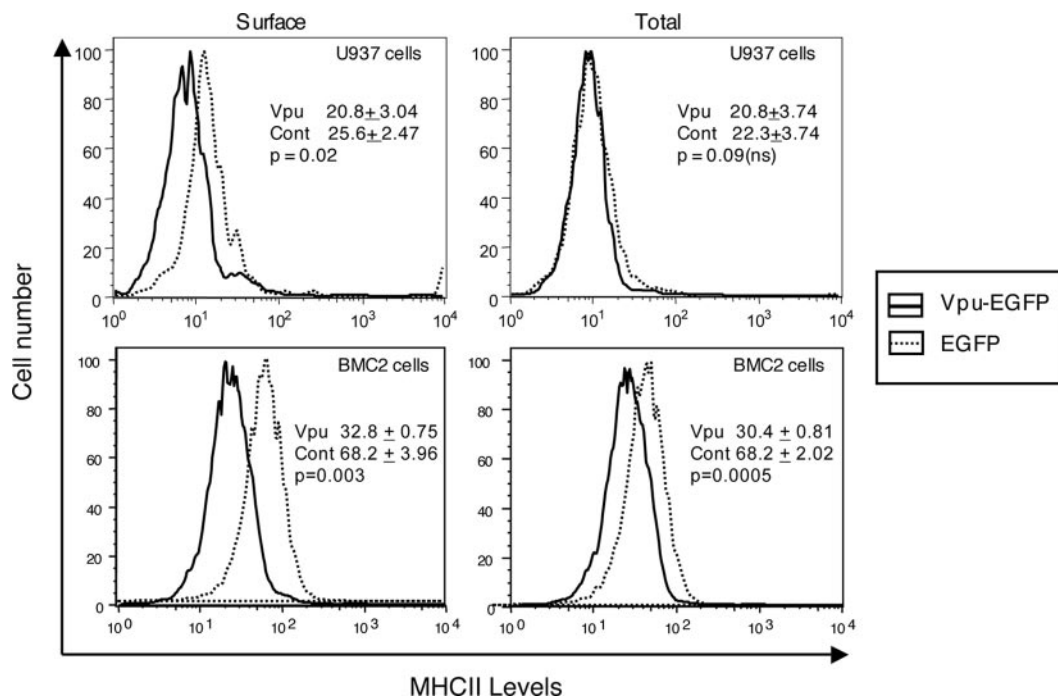 Surface
Total
Cell number
100
80
60
40
20
0
U937 cells
Vpu 20.8±3.04
Cont 25.6±2.47
p = 0.02
10⁰ 10¹ 10² 10³ 10⁴
100
80
60
40
20
0
U937 cells
Vpu 20.8±3.74
Cont 22.3±3.74
p = 0.09(ns)
10⁰ 10¹ 10² 10³ 10⁴
100
80
60
40
20
0
BMC2 cells
Vpu 32.8 ± 0.75
Cont 68.2 ± 3.96
p=0.003
10⁰ 10¹ 10² 10³ 10⁴
100
80
60
40
20
0
BMC2 cells
Vpu 30.4 ± 0.81
Cont 68.2 ± 2.02
p=0.0005
10⁰ 10¹ 10² 10³ 10⁴
MHCII Levels
Vpu-EGFP
EGFP